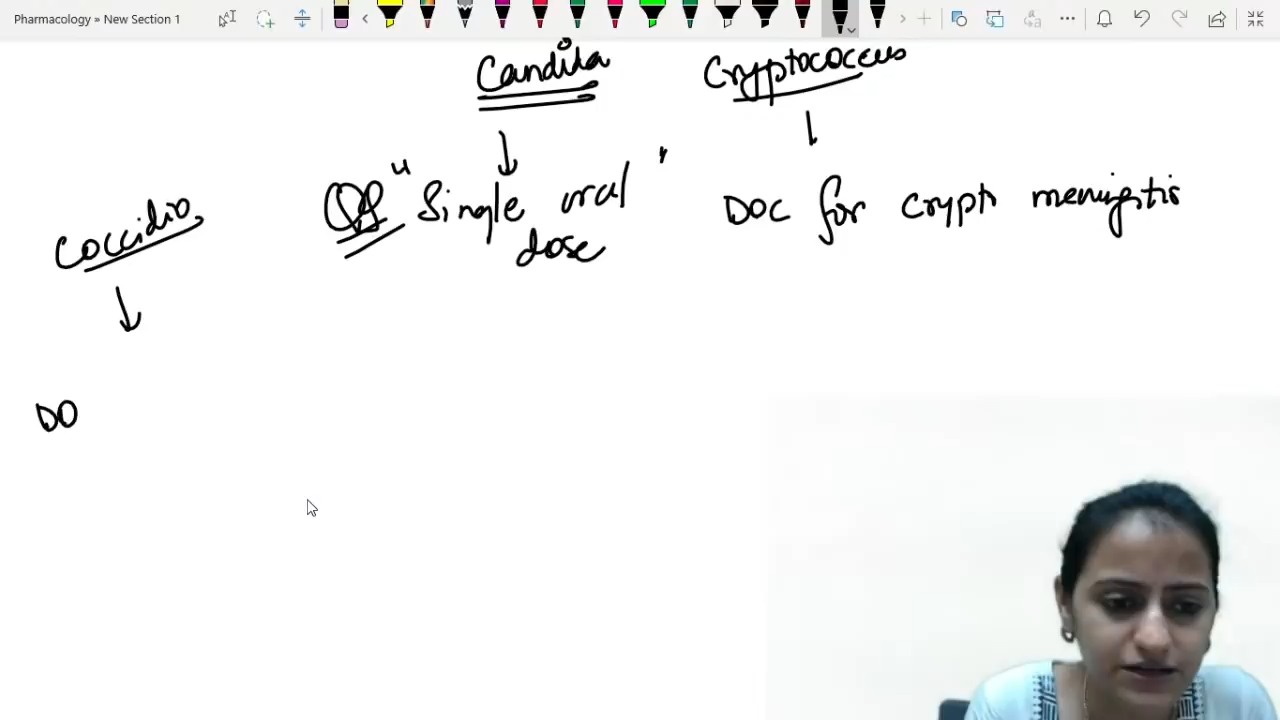 Pharmacology » New Section 1
Candida
Cryptococcus
" Single oral "
dose
DOC for crypto meningitis
Coccidio,
DO